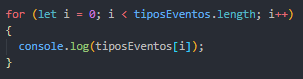 for (let i = 0; i < tiposEventos.length; i++)
{
  console.log(tiposEventos[i]);
}